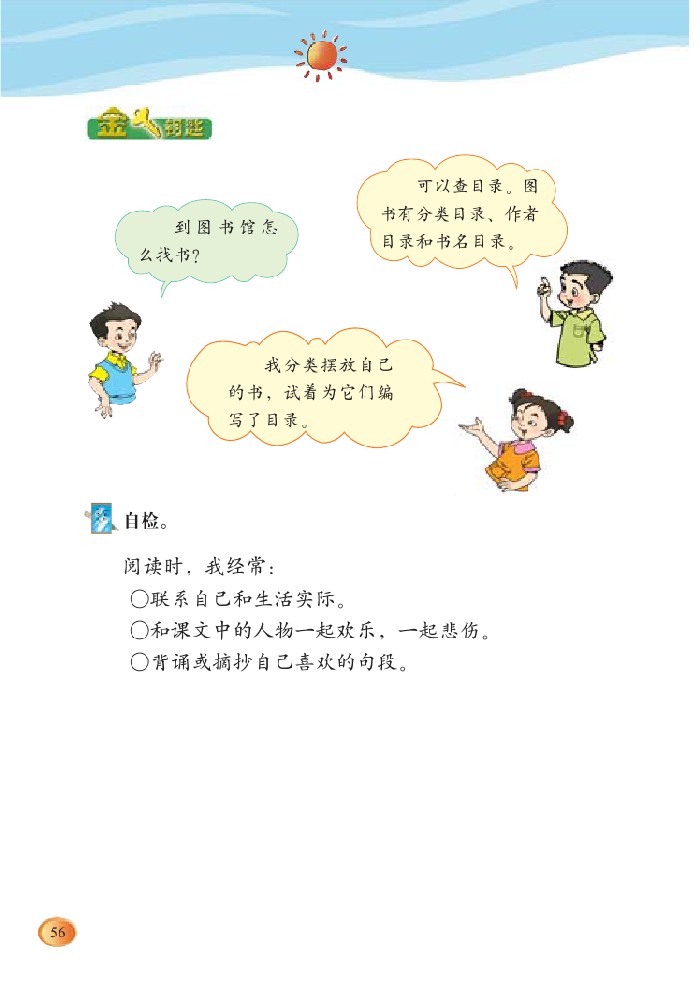 金钥匙
到图书馆怎
么找书？
可以查目录。图
书有分类目录、作者
目录和书名目录。
我分类摆放自己
的书，试着为它们编
写了目录。
自检。
阅读时，我经常：
○联系自己和生活实际。
○和课文中的人物一起欢乐，一起悲伤。
○背诵或摘抄自己喜欢的句段。
56